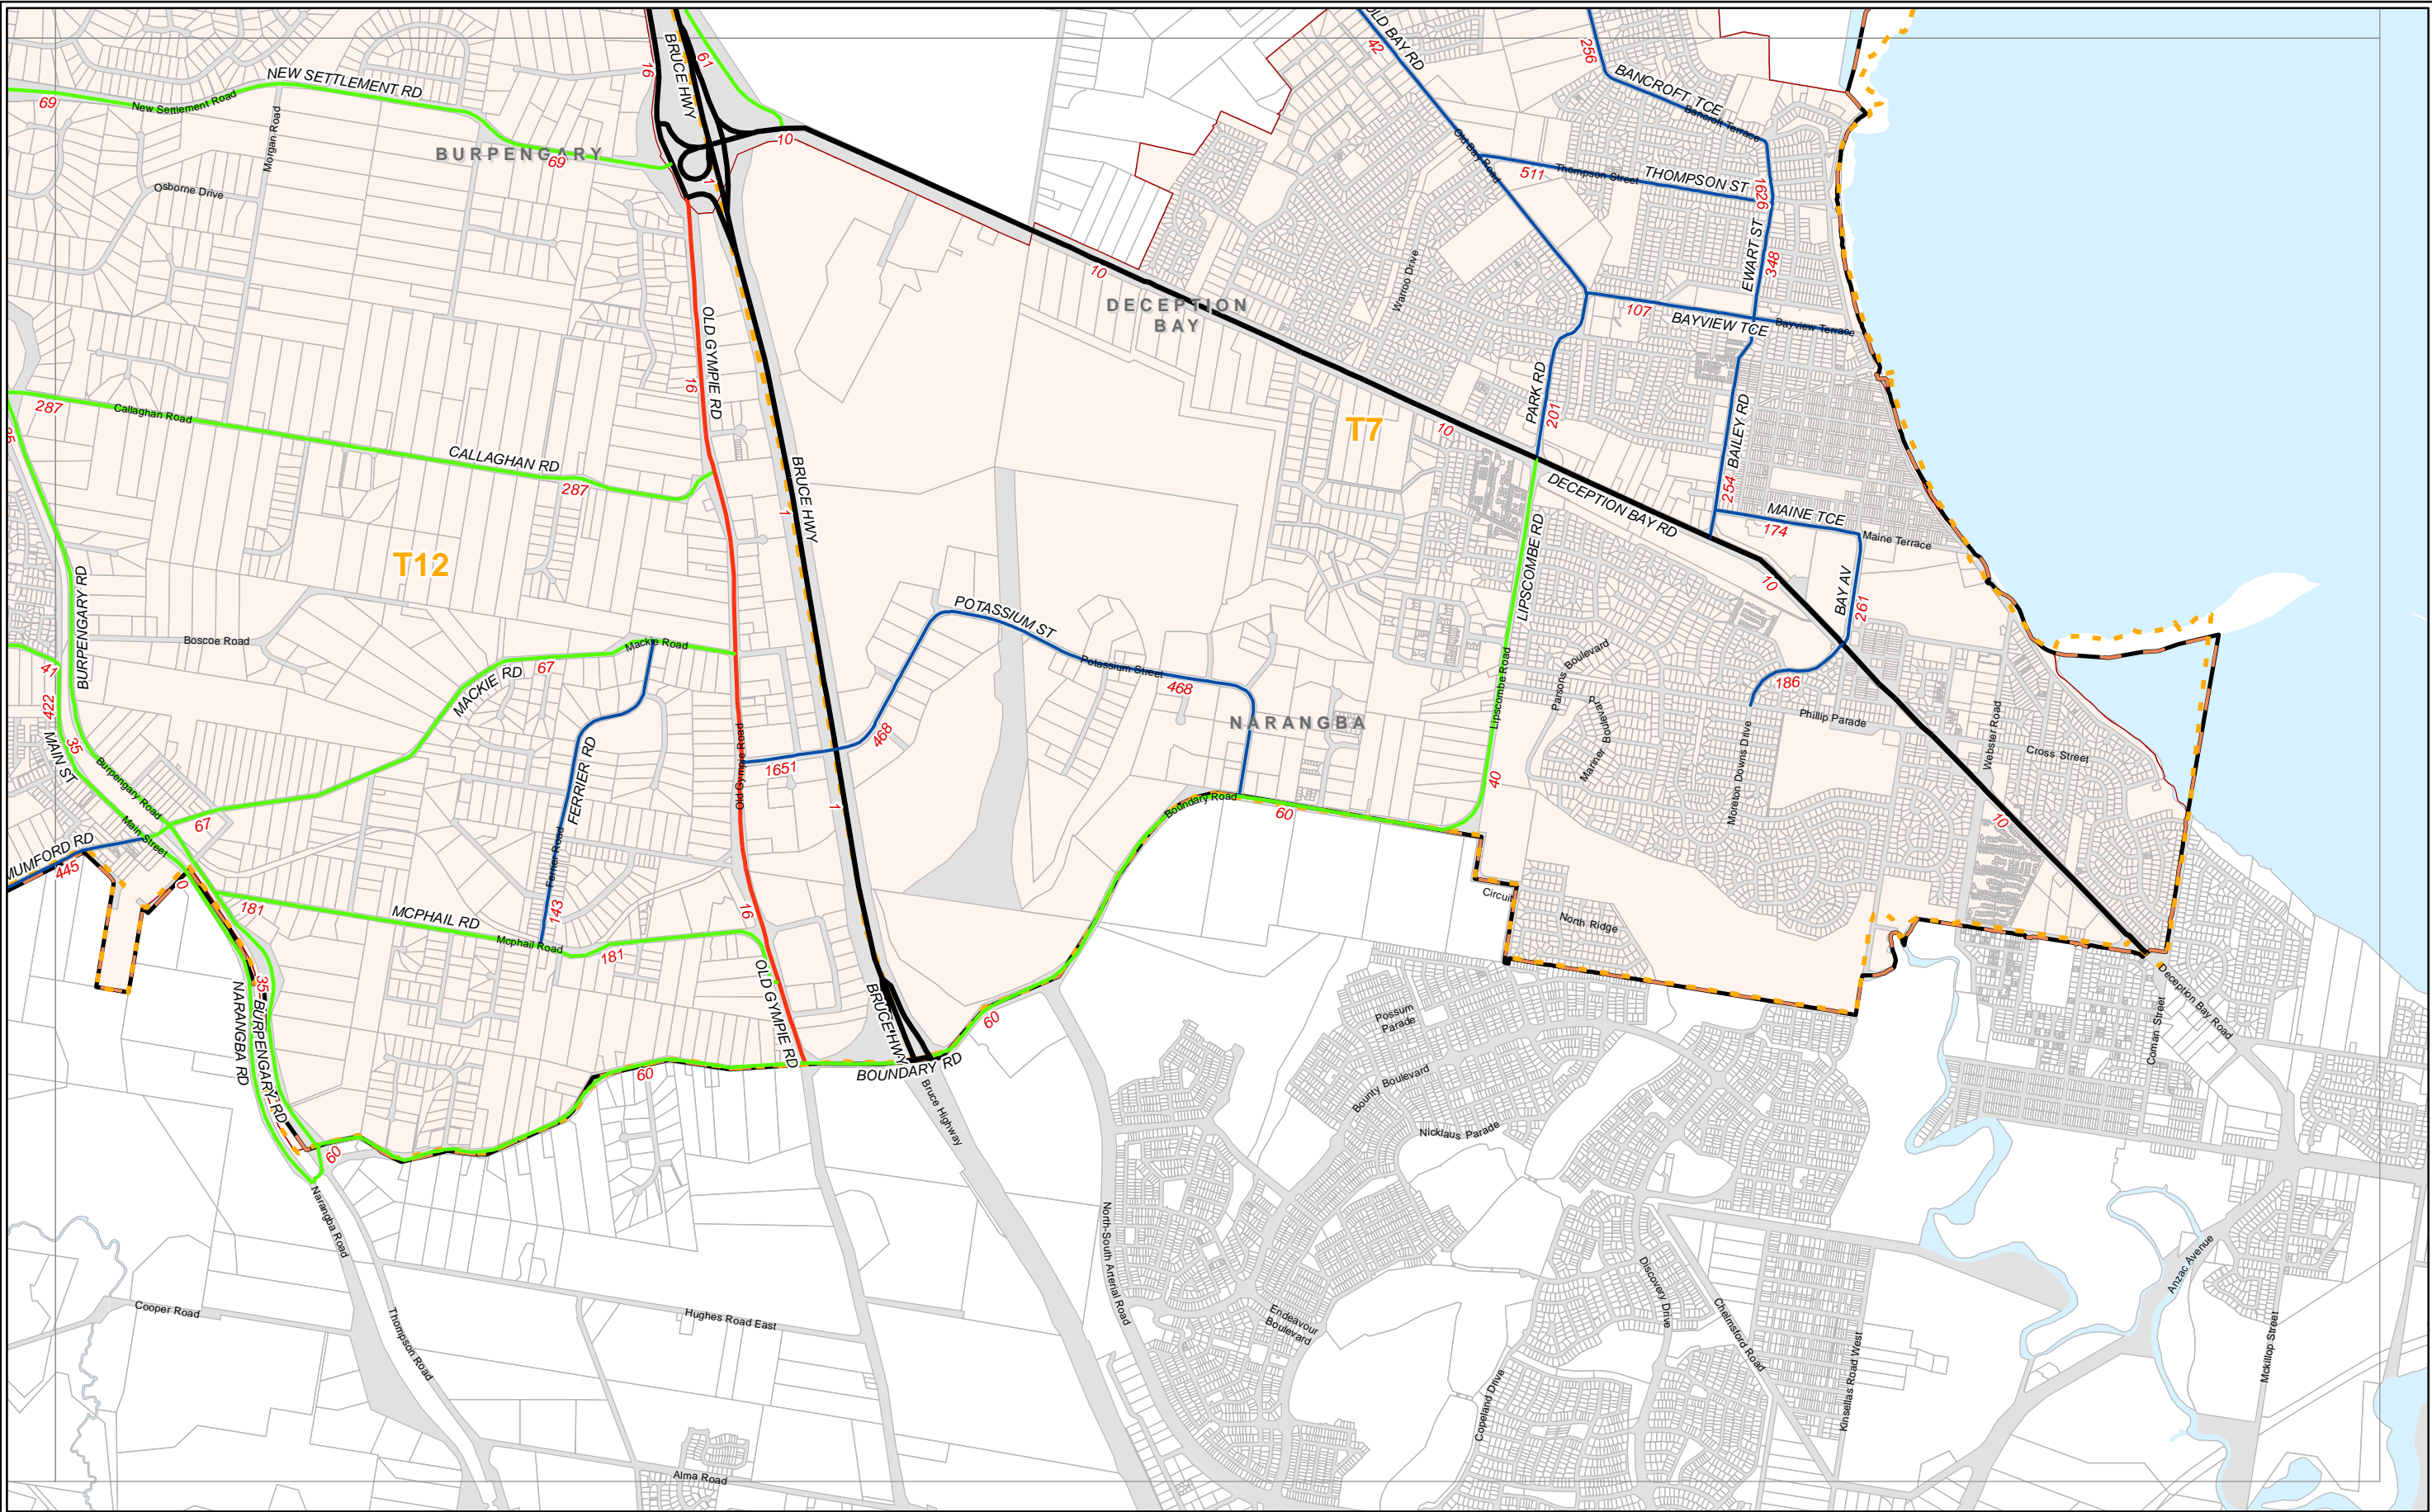 OLD BAY RD
42
256
BRUCE HWY
16
61
NEW SETTLEMENT RD
69
New Settlement Road
BANCROFT TCE
Bancroft Terrace
Morgan Road
BURPENGARY
69
10
1
Old Bay Road
511
Thompson Street
THOMPSON ST
1626
Osborne Drive
EWART ST
348
Warroo Drive
10
DECEPTION
BAY
107
BAYVIEW TCE
Bayview Terrace
OLD GYMPIE RD
16
PARK RD
201
287
Callaghan Road
T7
10
BAILEY RD
254
CALLAGHAN RD
287
BRUCE HWY
1
DECEPTION BAY RD
MAINE TCE
174
Maine Terrace
LIPSCOMBE RD
T12
10
BAY AV
261
BURPENGARY RD
POTASSIUM ST
Boscoe Road
Mackie Road
67
MACKIE RD
41
422
Potassium Street
468
Parsons Boulevard
Lipscombe Road
186
Mariner Boulevard
Phillip Parade
NARANGBA
Moreton Downs Drive
Webster Road
Cross Street
35
MAIN ST
468
Old Gympie Road
1651
FERRIER RD
Burpengary Road
40
1
Boundary Road
60
10
67
Main Street
MUMFORD RD
445
0
Ferrier Road
143
181
MCPHAIL RD
Mcphail Road
181
16
Circuit
North Ridge
OLD GYMPIE RD
BRUCE HWY
35
NARANGBA RD
BURPENGARY RD
Deception Bay Road
Coman Street
Possum
Parade
60
60
BOUNDARY RD
Bruce Highway
Bounty Boulevard
Nicklaus Parade
60
Narangba Road
North-South Arterial Road
Discovery Drive
Anzac Avenue
Cooper Road
Thompson Road
Hughes Road East
Endeavour
Boulevard
Chelmsford Road
Kinsellas Road West
Mckillop Street
Copeland Drive
Alma Road